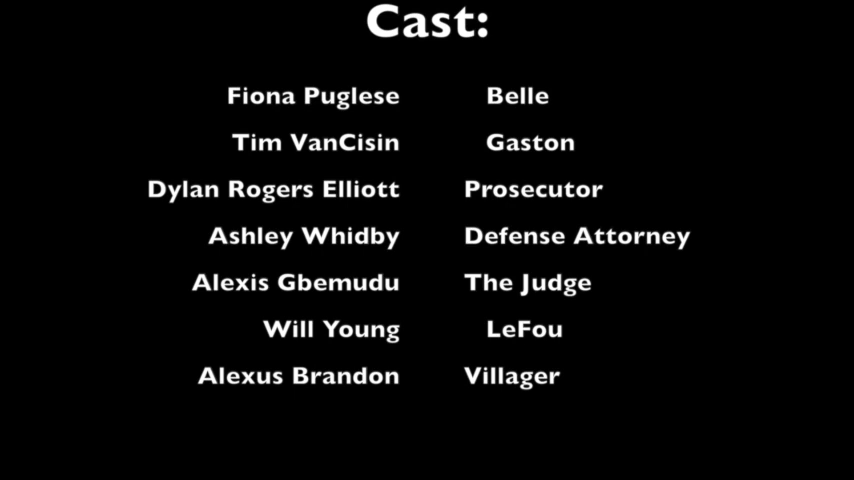 Cast:
Fiona Puglese Belle
Tim VanCisin Gaston
Dylan Rogers Elliott Prosecutor
Ashley Whidby Defense Attorney
Alexis Gbemudu The Judge
Will Young LeFou
Alexus Brandon Villager